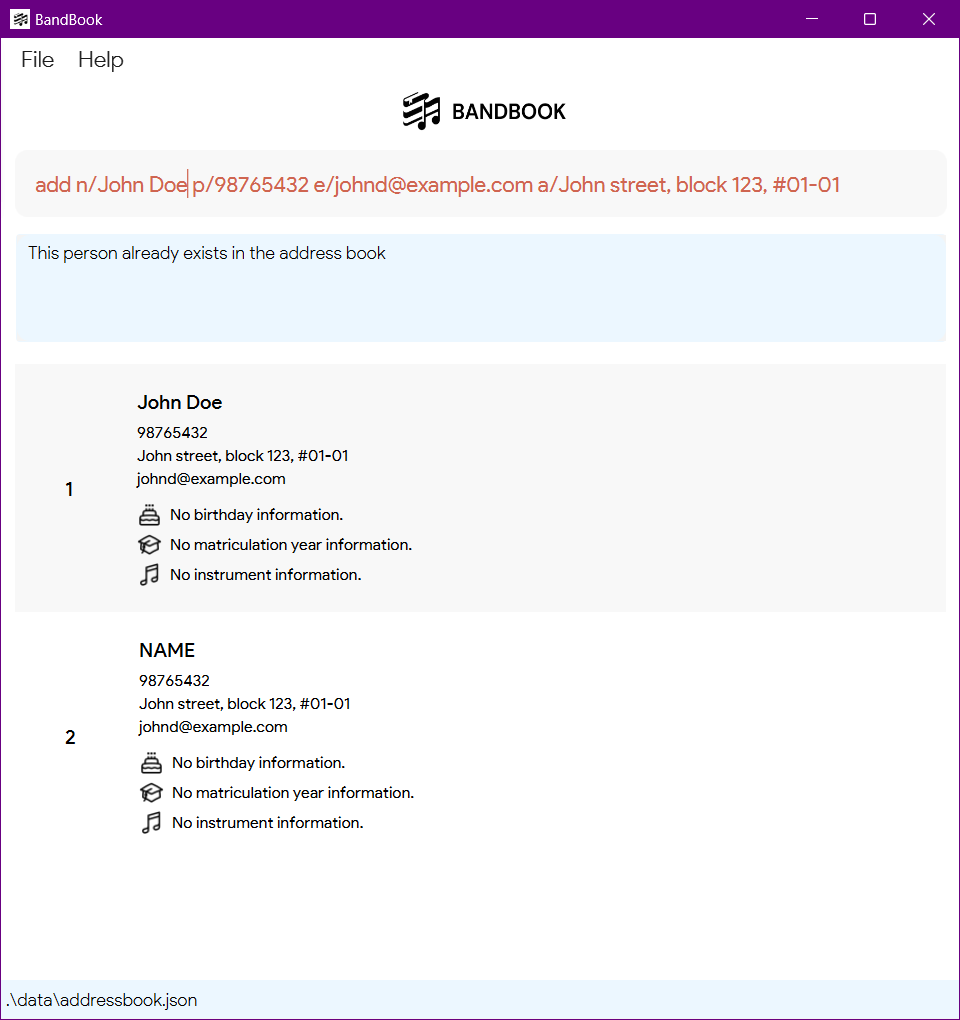 BandBook
File Help
BANDBOOK
add n/John Doe p/98765432 e/johnd@example.com a/John street, block 123, #01-01
This person already exists in the address book
John Doe
98765432
John street, block 123, #01-01
johnd@example.com
1
No birthday information.
No matriculation year information.
No instrument information.
NAME
98765432
John street, block 123, #01-01
johnd@example.com
2
No birthday information.
No matriculation year information.
No instrument information.
.\data\addressbook.json